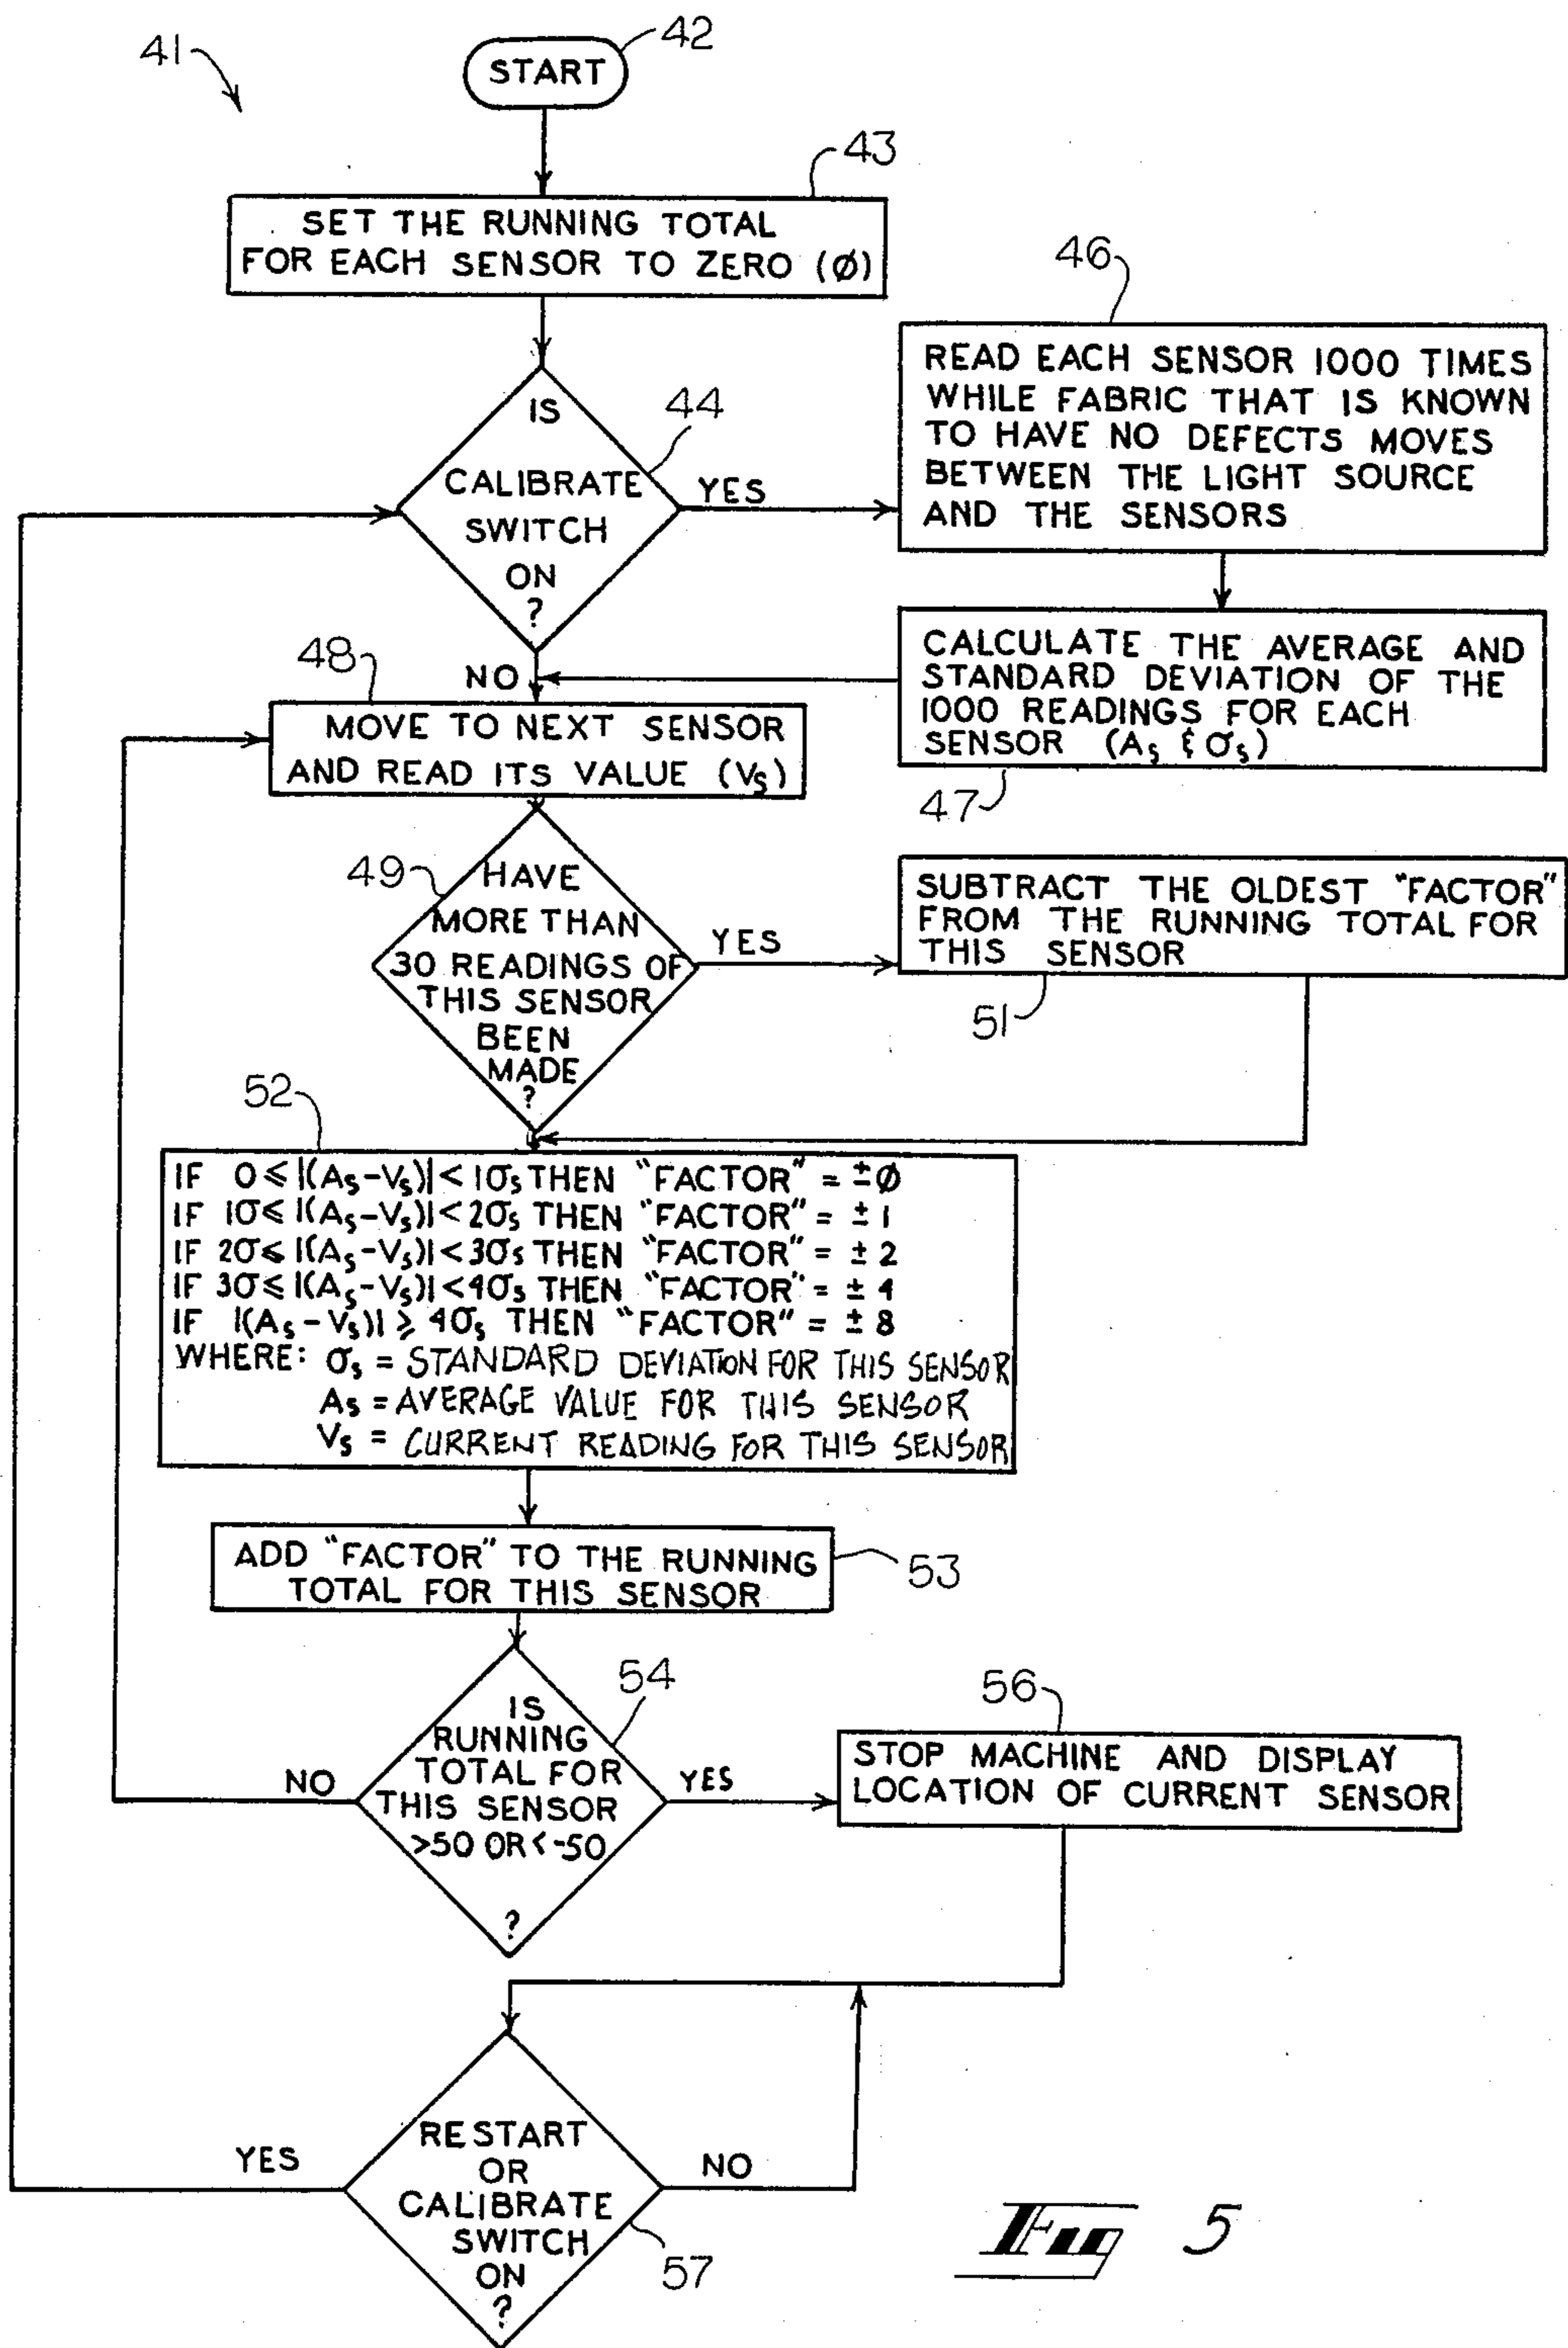 41
42
START
43
SET THE RUNNING TOTAL
FOR EACH SENSOR TO ZERO (Ø)
44
IS
CALIBRATE
SWITCH
ON
?
YES
NO
46
READ EACH SENSOR 1000 TIMES
WHILE FABRIC THAT IS KNOWN
TO HAVE NO DEFECTS MOVES
BETWEEN THE LIGHT SOURCE
AND THE SENSORS
CALCULATE THE AVERAGE AND
STANDARD DEVIATION OF THE
1000 READINGS FOR EACH
SENSOR (As & σs)
47
48
MOVE TO NEXT SENSOR
AND READ ITS VALUE (Vs)
49
HAVE
MORE THAN
30 READINGS OF
THIS SENSOR
BEEN
MADE
?
YES
SUBTRACT THE OLDEST "FACTOR"
FROM THE RUNNING TOTAL FOR
THIS SENSOR
51
52
IF 0 ≤ |(As-Vs)| < 1σs THEN "FACTOR" = ±Ø
IF 1σ ≤ |(As-Vs)| < 2σs THEN "FACTOR" = ± 1
IF 2σ ≤ |(As-Vs)| < 3σs THEN "FACTOR" = ± 2
IF 3σ ≤ |(As-Vs)| < 4σs THEN "FACTOR" = ± 4
IF |(As-Vs)| ≥ 4σs THEN "FACTOR" = ± 8
WHERE: σs = STANDARD DEVIATION FOR THIS SENSOR
As = AVERAGE VALUE FOR THIS SENSOR
Vs = CURRENT READING FOR THIS SENSOR
ADD "FACTOR" TO THE RUNNING
TOTAL FOR THIS SENSOR
53
54
IS
RUNNING
TOTAL FOR
THIS SENSOR
>50 OR < -50
?
NO
YES
56
STOP MACHINE AND DISPLAY
LOCATION OF CURRENT SENSOR
RESTART
OR
CALIBRATE
SWITCH
ON
?
YES
NO
57
Fig 5